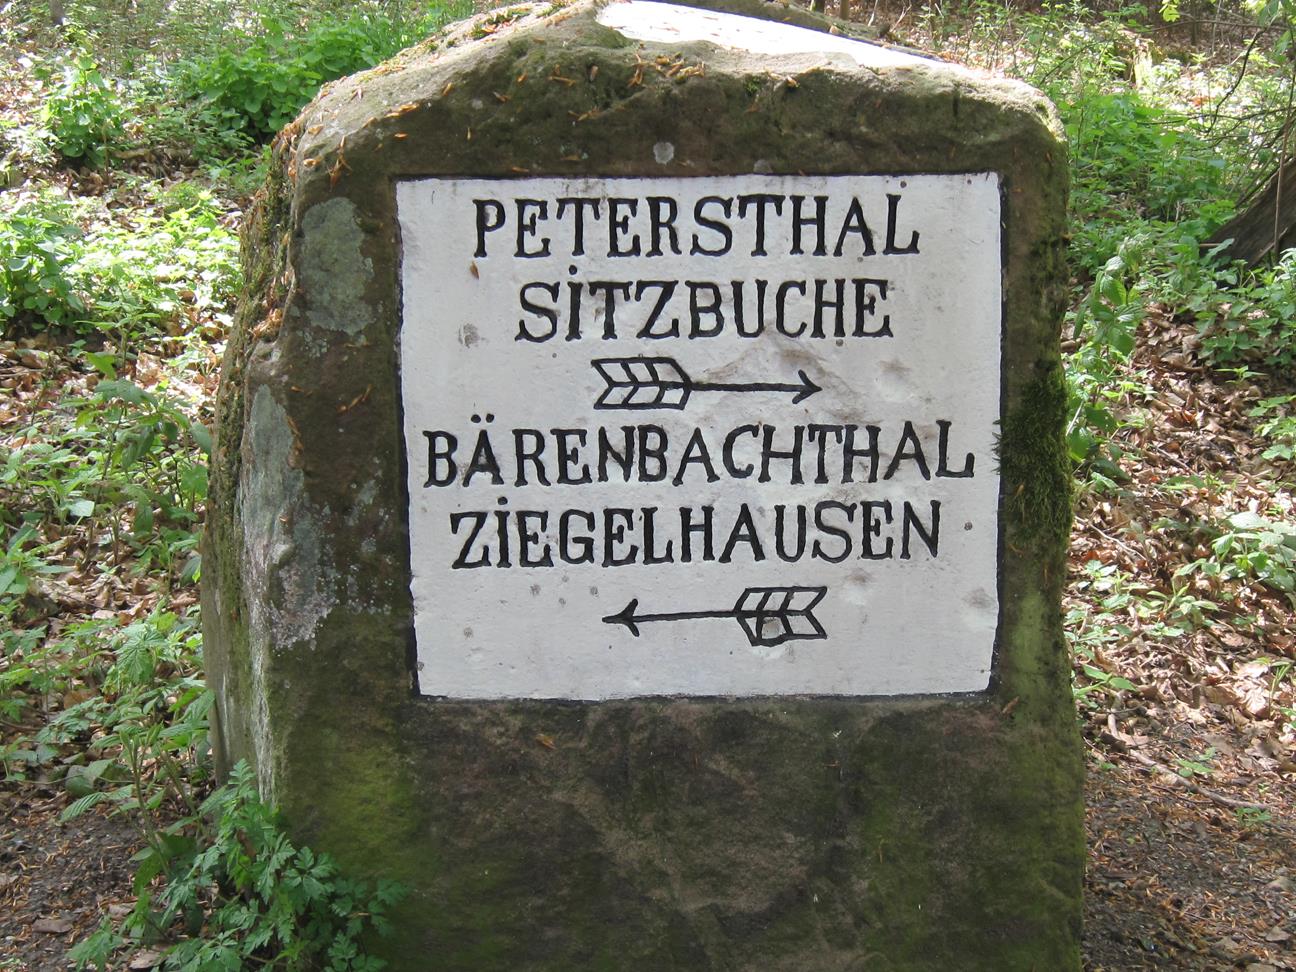 PETERSTHAL
SITZBUCHE
BÄRENBACHTHAL
ZIEGELHAUSEN